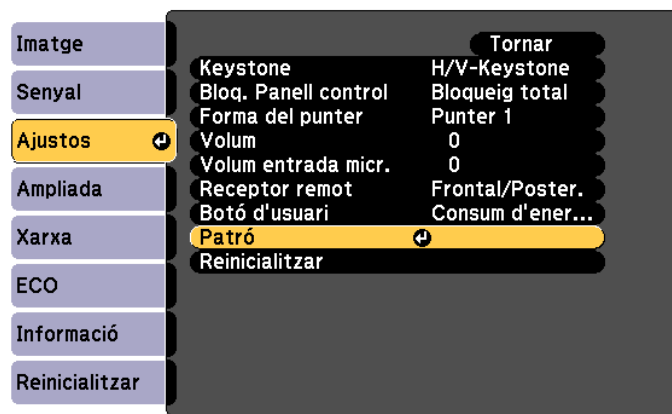 Imatge
Senyal
Ajustos
Ampliada
Xarxa
ECO
Informació
Reinicialitzar
Tornar
Keystone H/V-Keystone
Bloq. Panell control Bloqueig total
Forma del punter Punter 1
Volum 0
Volum entrada micr. 0
Receptor remot Frontal/Poster.
Botó d'usuari Consum d'ener...
Patró
Reinicialitzar